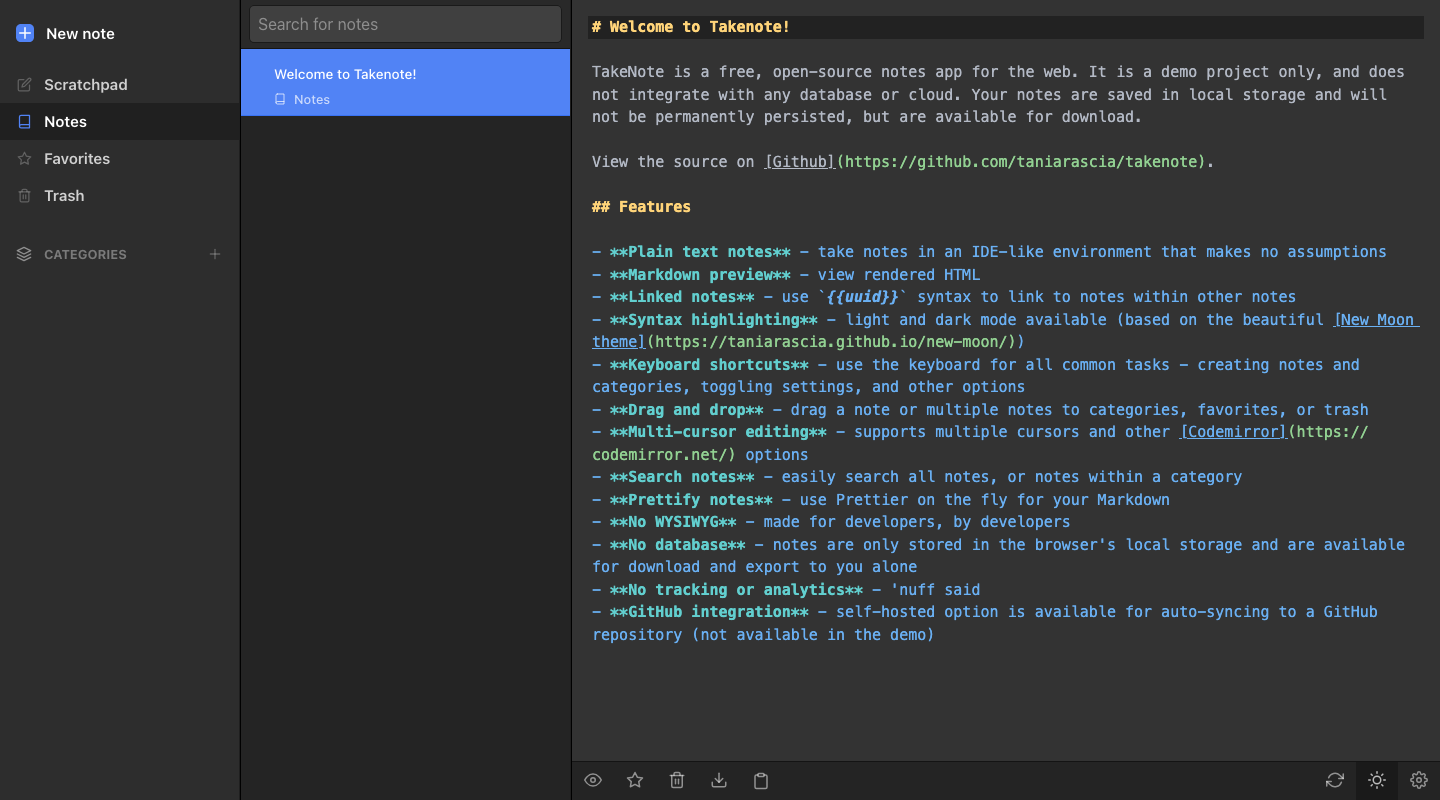 New note
Scratchpad
Notes
Favorites
Trash
CATEGORIES
Search for notes
Welcome to Takenote!
Notes
# Welcome to Takenote!
TakeNote is a free, open-source notes app for the web. It is a demo project only, and does
not integrate with any database or cloud. Your notes are saved in local storage and will
not be permanently persisted, but are available for download.
View the source on [Github](https://github.com/taniarascia/takenote).
## Features
- **Plain text notes** - take notes in an IDE-like environment that makes no assumptions
- **Markdown preview** - view rendered HTML
- **Linked notes** - use `{{uuid}}` syntax to link to notes within other notes
- **Syntax highlighting** - light and dark mode available (based on the beautiful [New Moon
theme](https://taniarascia.github.io/new-moon/))
- **Keyboard shortcuts** - use the keyboard for all common tasks - creating notes and
categories, toggling settings, and other options
- **Drag and drop** - drag a note or multiple notes to categories, favorites, or trash
- **Multi-cursor editing** - supports multiple cursors and other [Codemirror](https://
codemirror.net/) options
- **Search notes** - easily search all notes, or notes within a category
- **Prettify notes** - use Prettier on the fly for your Markdown
- **No WYSIWYG** - made for developers, by developers
- **No database** - notes are only stored in the browser's local storage and are available
for download and export to you alone
- **No tracking or analytics** - 'nuff said
- **GitHub integration** - self-hosted option is available for auto-syncing to a GitHub
repository (not available in the demo)